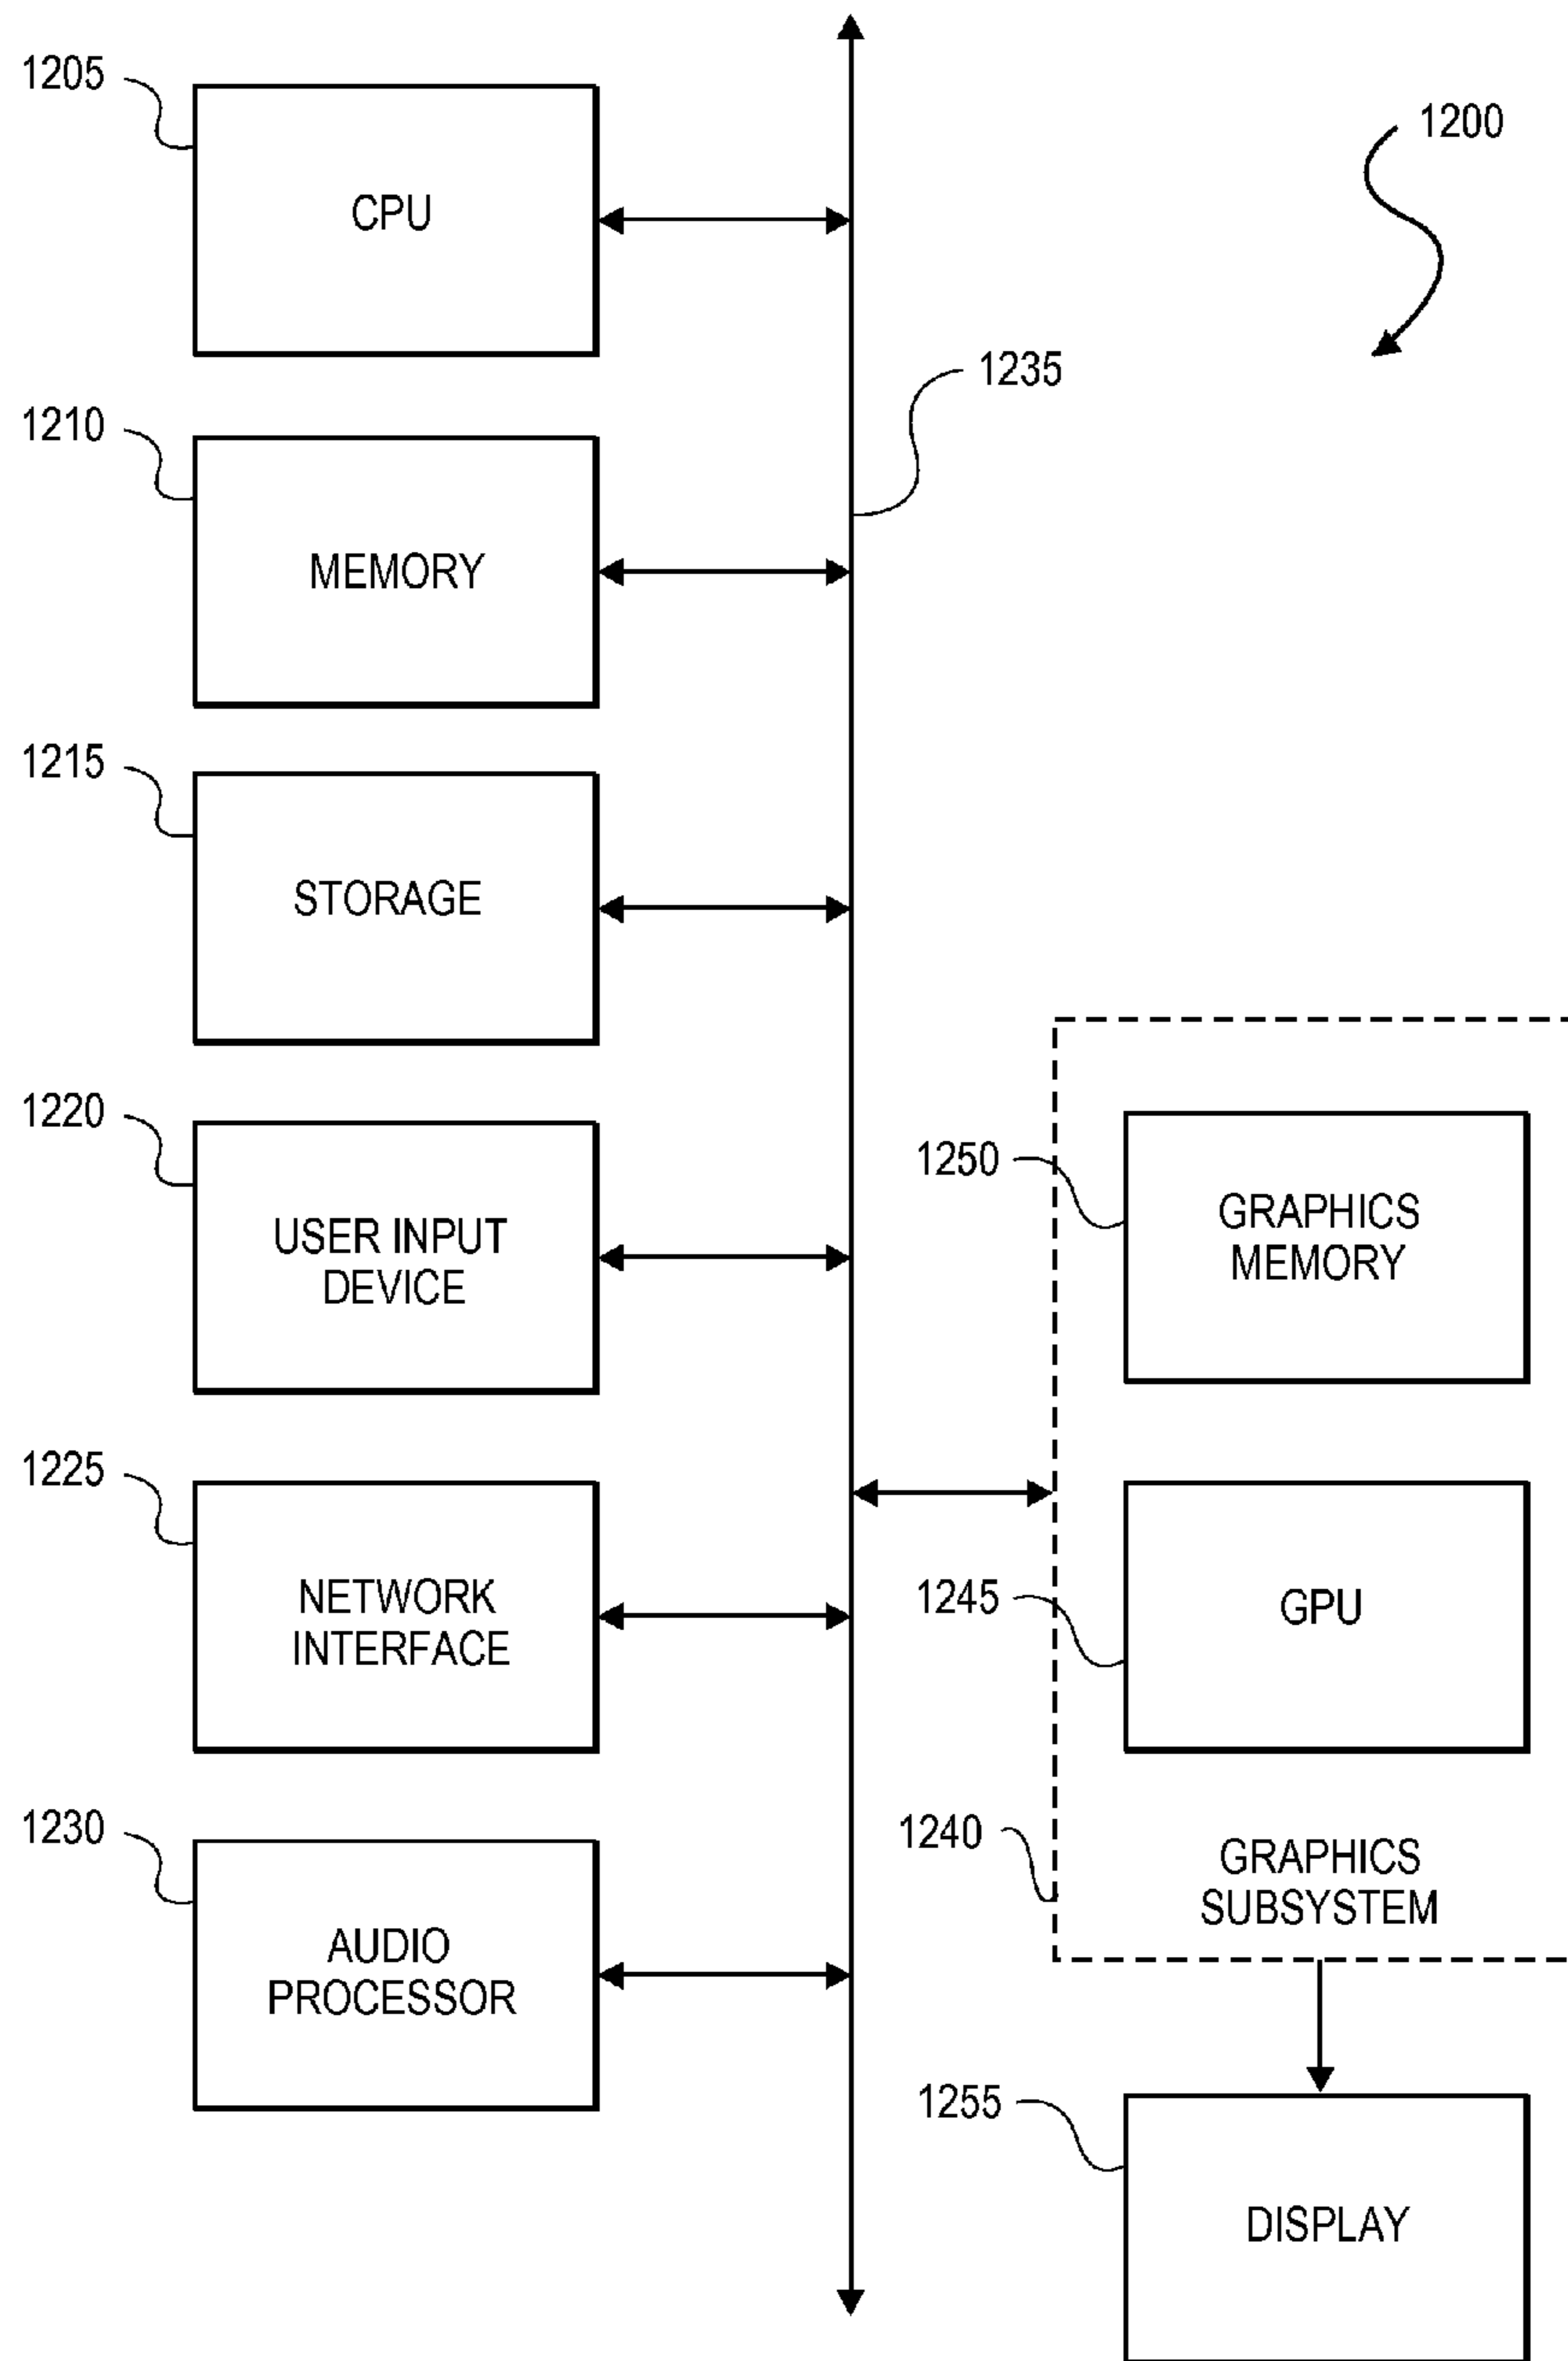 1205
CPU
1200
1235
1210
MEMORY
1215
STORAGE
1220
USER INPUT
DEVICE
1250
GRAPHICS
MEMORY
1225
NETWORK
INTERFACE
1245
GPU
1230
AUDIO
PROCESSOR
1240
GRAPHICS
SUBSYSTEM
1255
DISPLAY